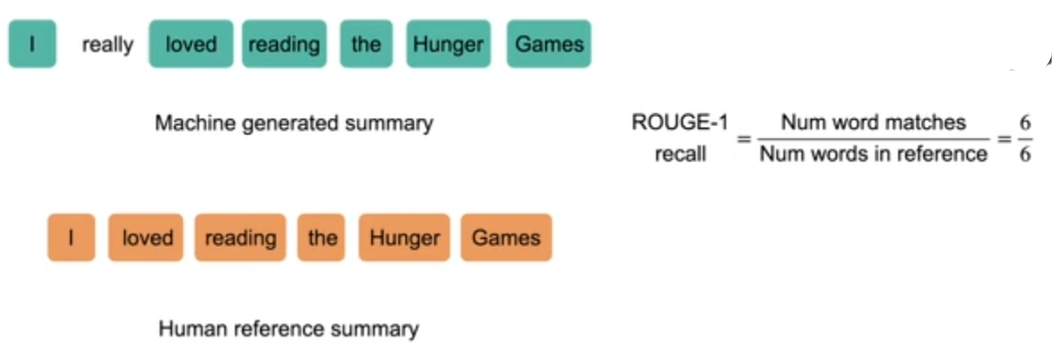 I really loved reading the Hunger Games
Machine generated summary
ROUGE-1 recall = Num word matches / Num words in reference = 6/6
I loved reading the Hunger Games
Human reference summary